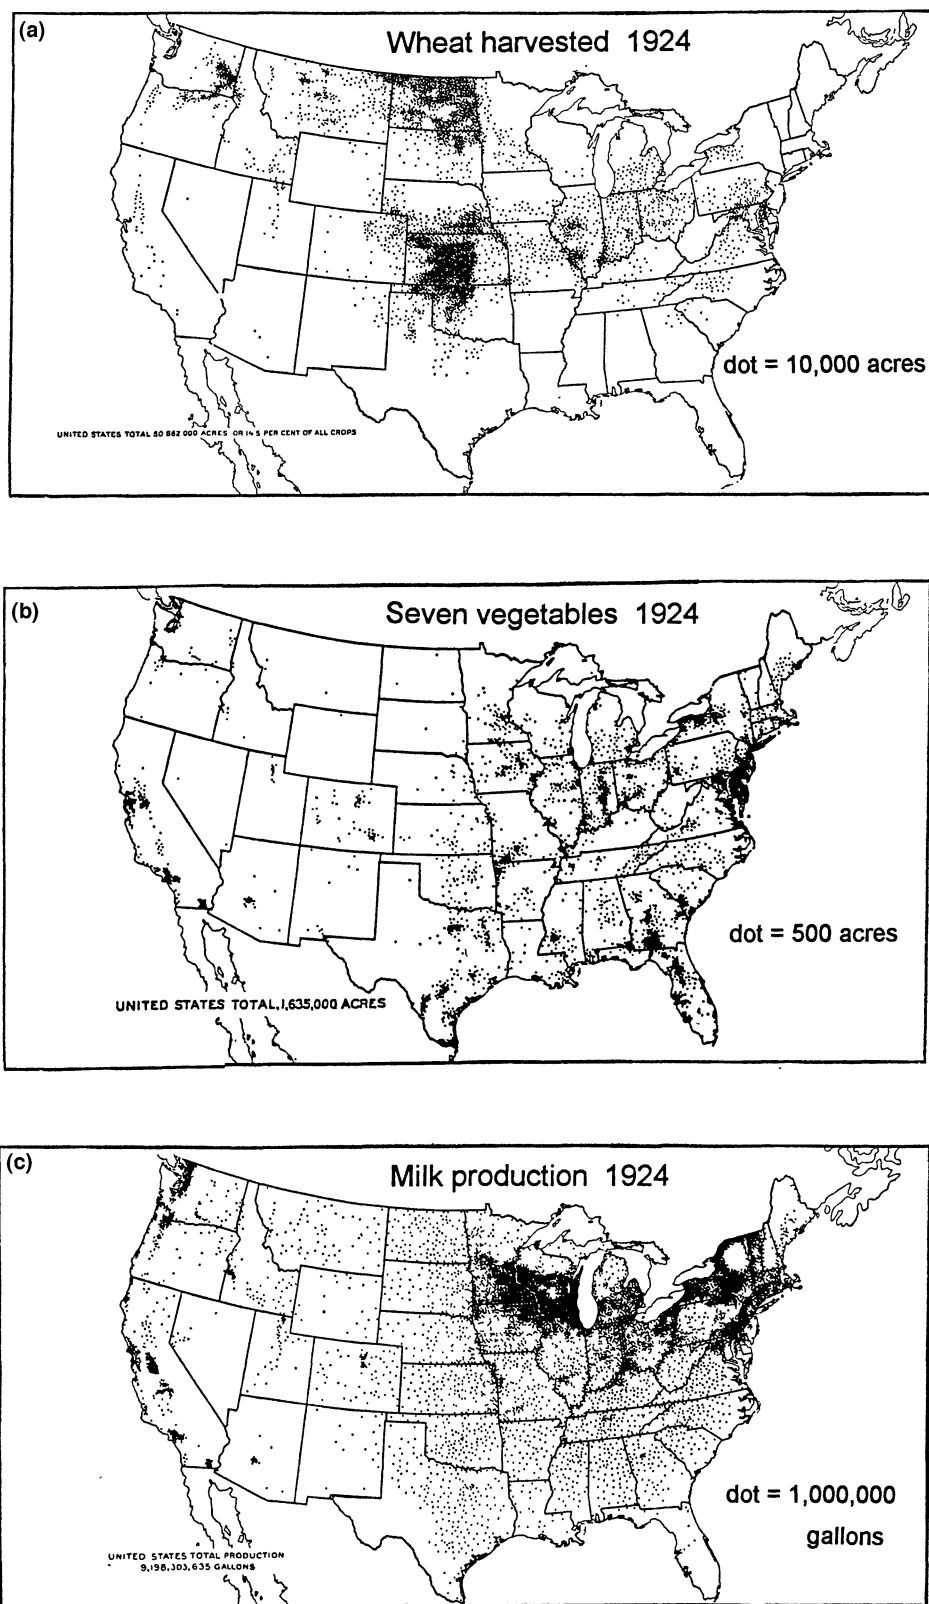 (a)
Wheat harvested 1924
dot = 10,000 acres
UNITED STATES TOTAL 50 862 000 ACRES OR 14 5 PER CENT OF ALL CROPS
(b)
Seven vegetables 1924
dot = 500 acres
UNITED STATES TOTAL, 1,635,000 ACRES
(c)
Milk production 1924
dot = 1,000,000
gallons
UNITED STATES TOTAL PRODUCTION
9,198,303,635 GALLONS